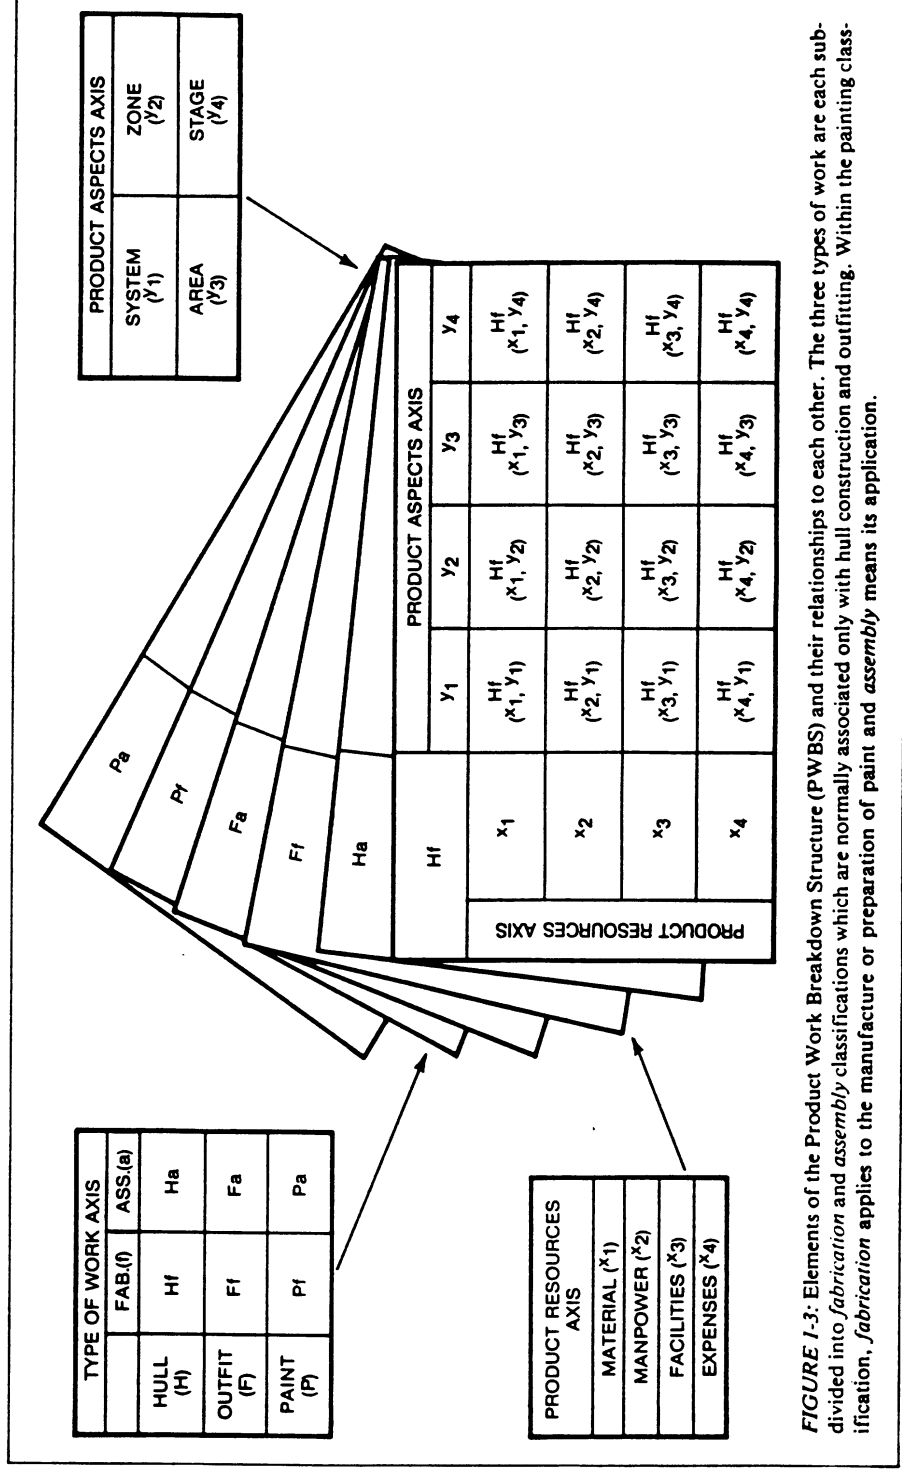 TYPE OF WORK AXIS
FAB.(f) ASS.(a)
HULL (H) Hf Ha
OUTFIT (F) Ff Fa
PAINT (P) Pf Pa
PRODUCT RESOURCES
AXIS
MATERIAL (x1)
MANPOWER (x2)
FACILITIES (x3)
EXPENSES (x4)
PRODUCT ASPECTS AXIS
SYSTEM (y1) ZONE (y2)
AREA (y3) STAGE (y4)
Pa
Pf
Fa
Ff
Ha
Hf
PRODUCT ASPECTS AXIS
y1 y2 y3 y4
PRODUCT RESOURCES AXIS
x1 Hf (x1, y1) Hf (x1, y2) Hf (x1, y3) Hf (x1, y4)
x2 Hf (x2, y1) Hf (x2, y2) Hf (x2, y3) Hf (x2, y4)
x3 Hf (x3, y1) Hf (x3, y2) Hf (x3, y3) Hf (x3, y4)
x4 Hf (x4, y1) Hf (x4, y2) Hf (x4, y3) Hf (x4, y4)
FIGURE 1-3: Elements of the Product Work Breakdown Structure (PWBS) and their relationships to each other. The three types of work are each sub-
divided into fabrication and assembly classifications which are normally associated only with hull construction and outfitting. Within the painting class-
ification, fabrication applies to the manufacture or preparation of paint and assembly means its application.